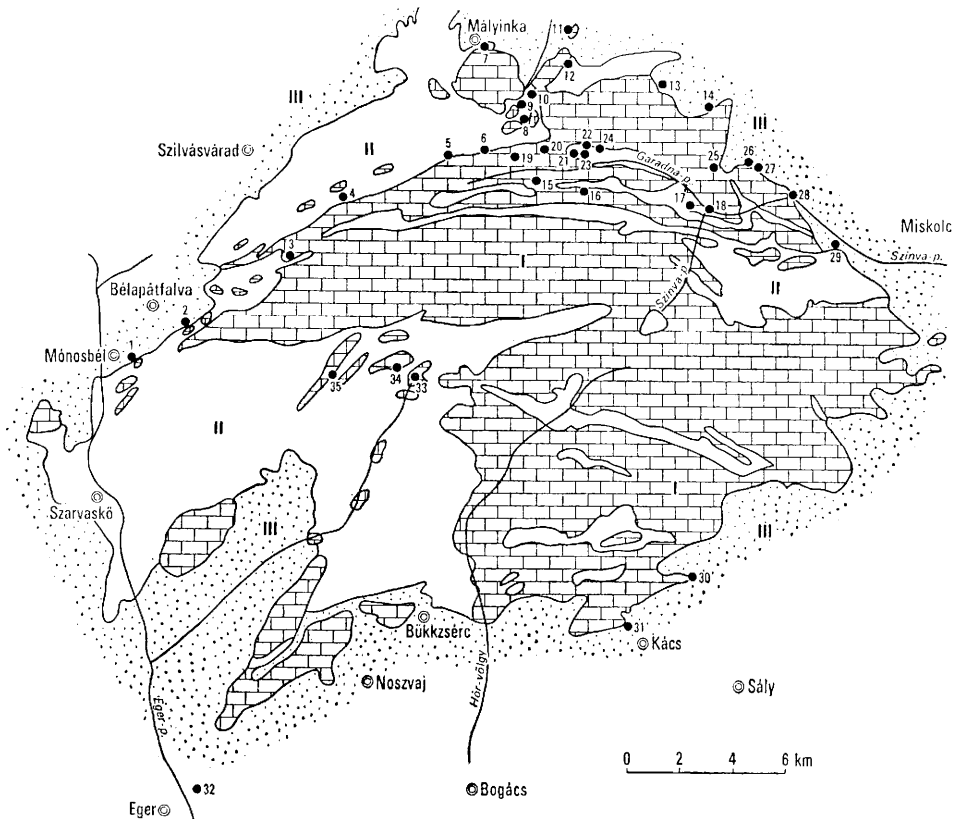 Mályinka
11
7
12
III
13
10
9
14
8
III
Szilvásvárad
II
5
6
19
20
22
24
21
23
Garadna-p.
25
26
27
15
16
4
17
18
28
Miskolc
3
I
29
Szinva-p.
Szinva-p.
II
Bélapátfalva
2
Mónosbél
1
35
34
33
II
Szarvaskő
I
III
III
30
Bükkzsérc
31
Kács
Noszvaj
Hór-völgy
Sály
Eger-p.
0 2 4 6 km
32
Bogács
Eger